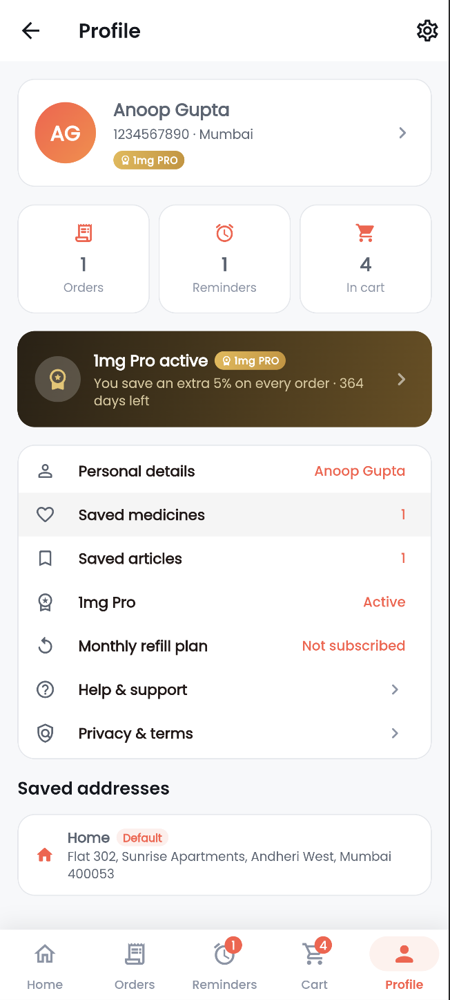 Profile
AG
Anoop Gupta
1234567890 · Mumbai
1mg PRO
1
Orders
1
Reminders
4
In cart
1mg Pro active 1mg PRO
You save an extra 5% on every order · 364
days left
Personal details Anoop Gupta
Saved medicines 1
Saved articles 1
1mg Pro Active
Monthly refill plan Not subscribed
Help & support
Privacy & terms
Saved addresses
Home Default
Flat 302, Sunrise Apartments, Andheri West, Mumbai
400053
1 4
Home Orders Reminders Cart Profile